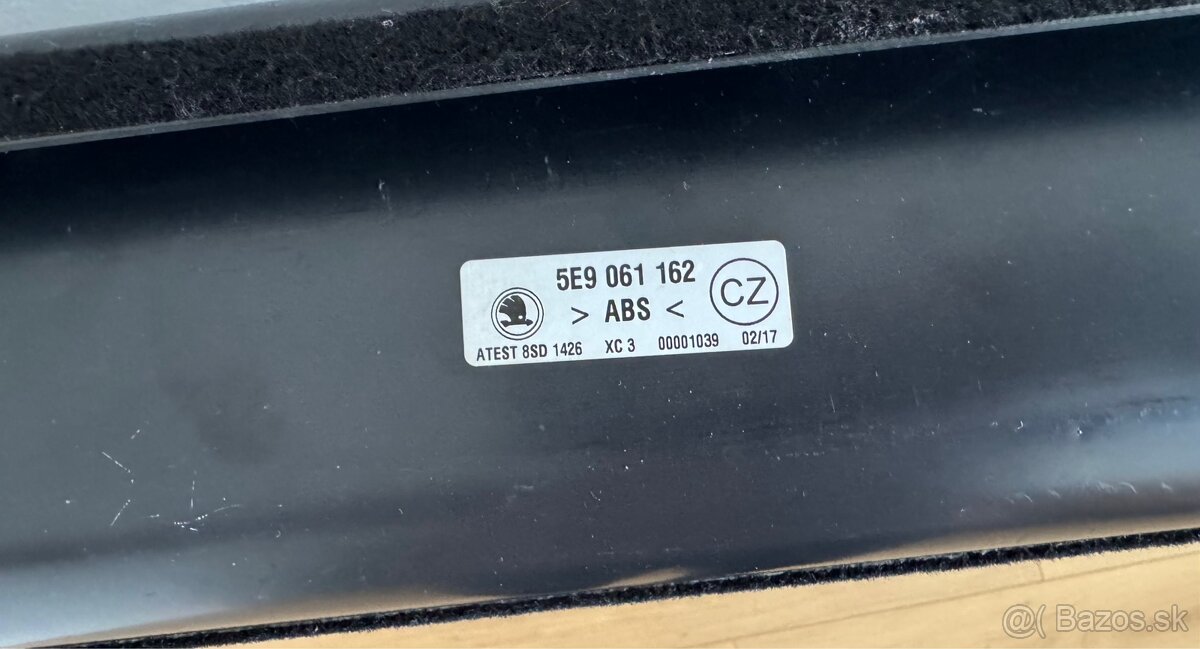 5E9 061 162
> ABS <
CZ
ATEST 8SD 1426 XC 3 00001039 02/17
@( Bazos.sk